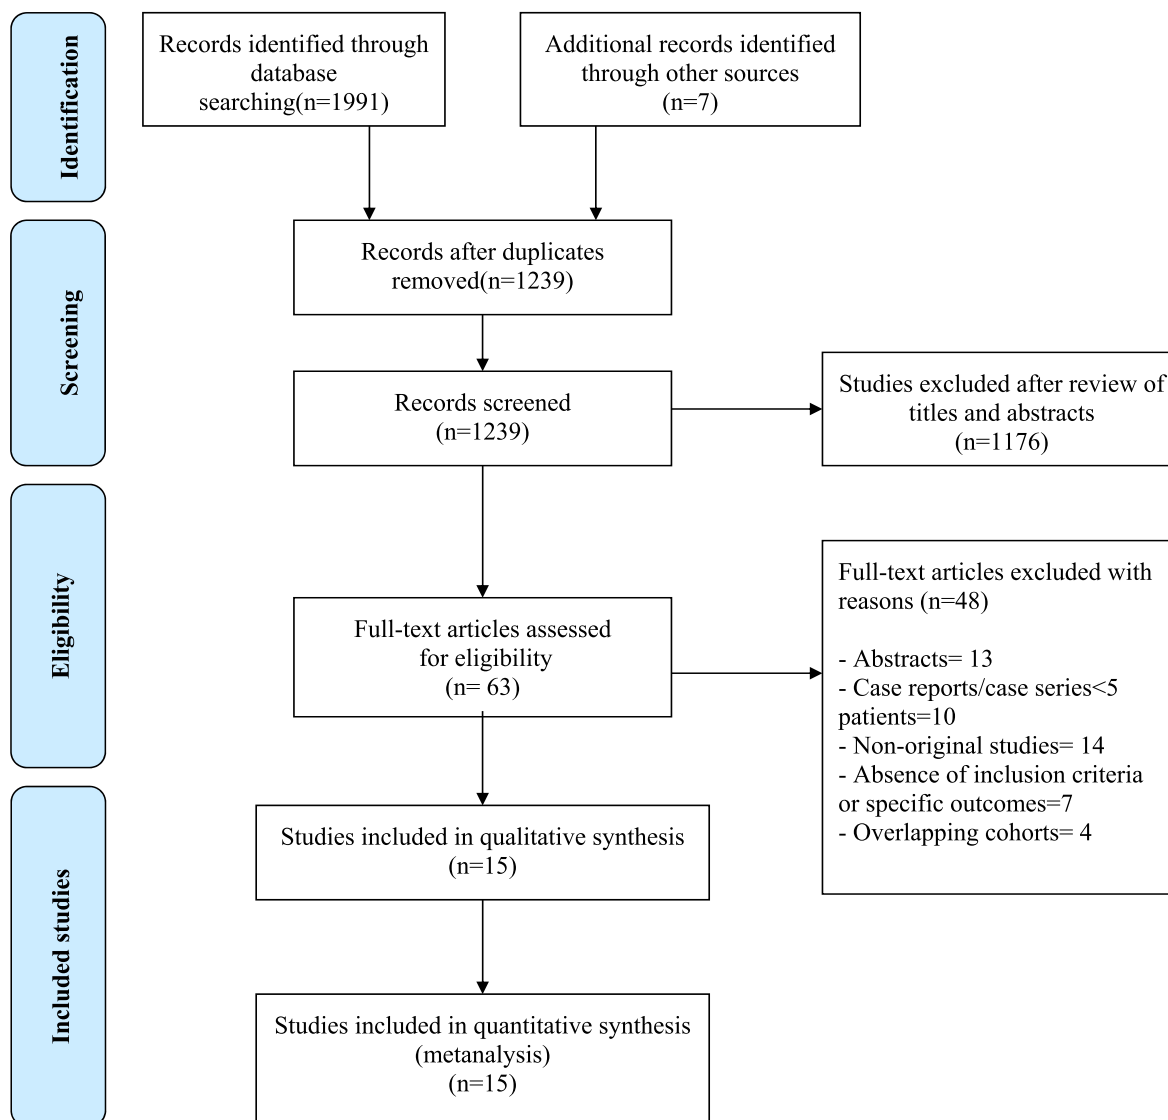 Identification
Records identified through
database
searching(n=1991)
Additional records identified
through other sources
(n=7)
Screening
Records after duplicates
removed(n=1239)
Records screened
(n=1239)
Studies excluded after review of
titles and abstracts
(n=1176)
Eligibility
Full-text articles assessed
for eligibility
(n= 63)
Full-text articles excluded with
reasons (n=48)
- Abstracts= 13
- Case reports/case series<5
patients=10
- Non-original studies= 14
- Absence of inclusion criteria
or specific outcomes=7
- Overlapping cohorts= 4
Included studies
Studies included in qualitative synthesis
(n=15)
Studies included in quantitative synthesis
(metanalysis)
(n=15)